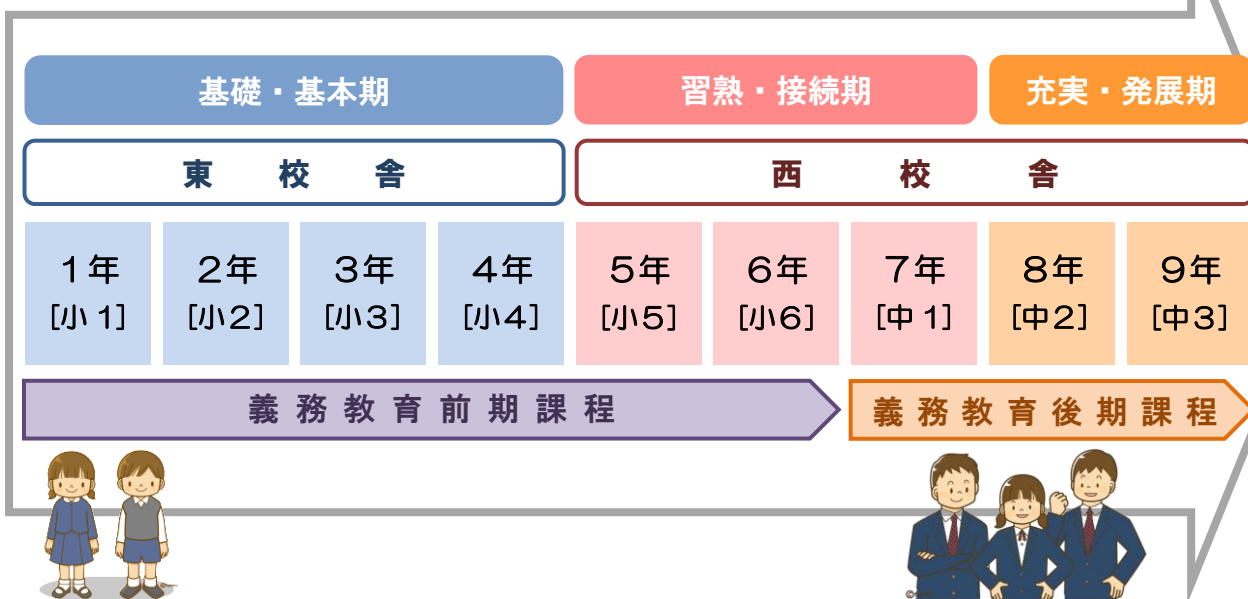 基礎・基本期
習熟・接続期
充実・発展期
東校舎
西校舎
1年
[小1]
2年
[小2]
3年
[小3]
4年
[小4]
5年
[小5]
6年
[小6]
7年
[中1]
8年
[中2]
9年
[中3]
義務教育前期課程
義務教育後期課程